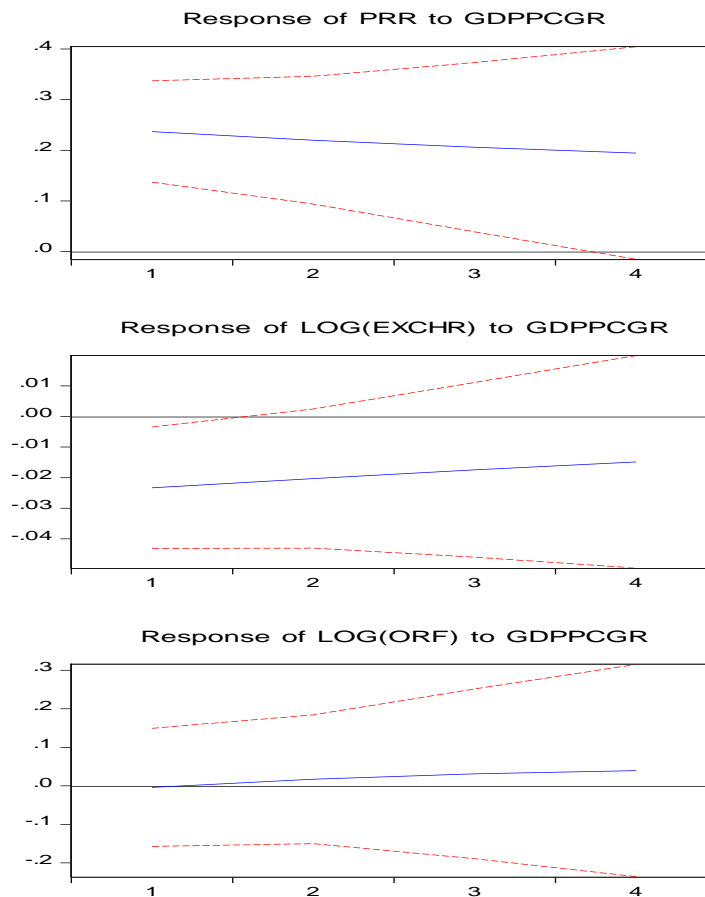 Response of PRR to GDPPCGR
.4
.3
.2
.1
.0
1 2 3 4
Response of LOG(EXCHR) to GDPPCGR
.01
.00
-.01
-.02
-.03
-.04
1 2 3 4
Response of LOG(ORF) to GDPPCGR
.3
.2
.1
.0
-.1
-.2
1 2 3 4